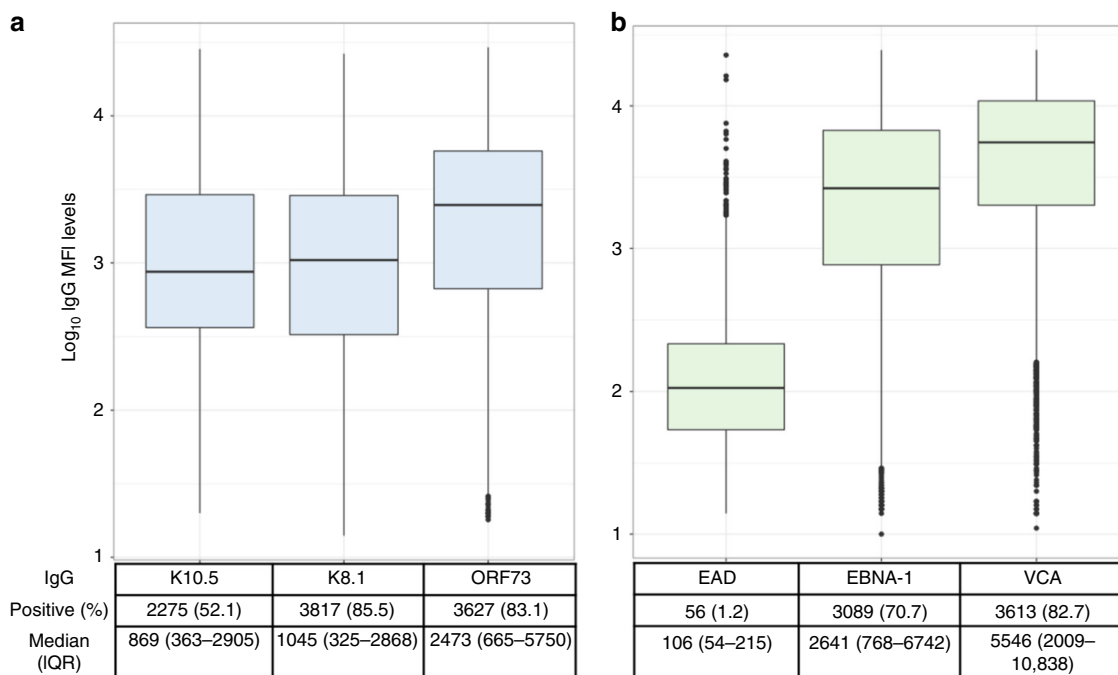 a
b
Log10 IgG MFI levels
4
3
2
1
4
3
2
1
IgG K10.5 K8.1 ORF73
Positive (%) 2275 (52.1) 3817 (85.5) 3627 (83.1)
Median (IQR) 869 (363–2905) 1045 (325–2868) 2473 (665–5750)
EAD EBNA-1 VCA
56 (1.2) 3089 (70.7) 3613 (82.7)
106 (54–215) 2641 (768–6742) 5546 (2009–10,838)